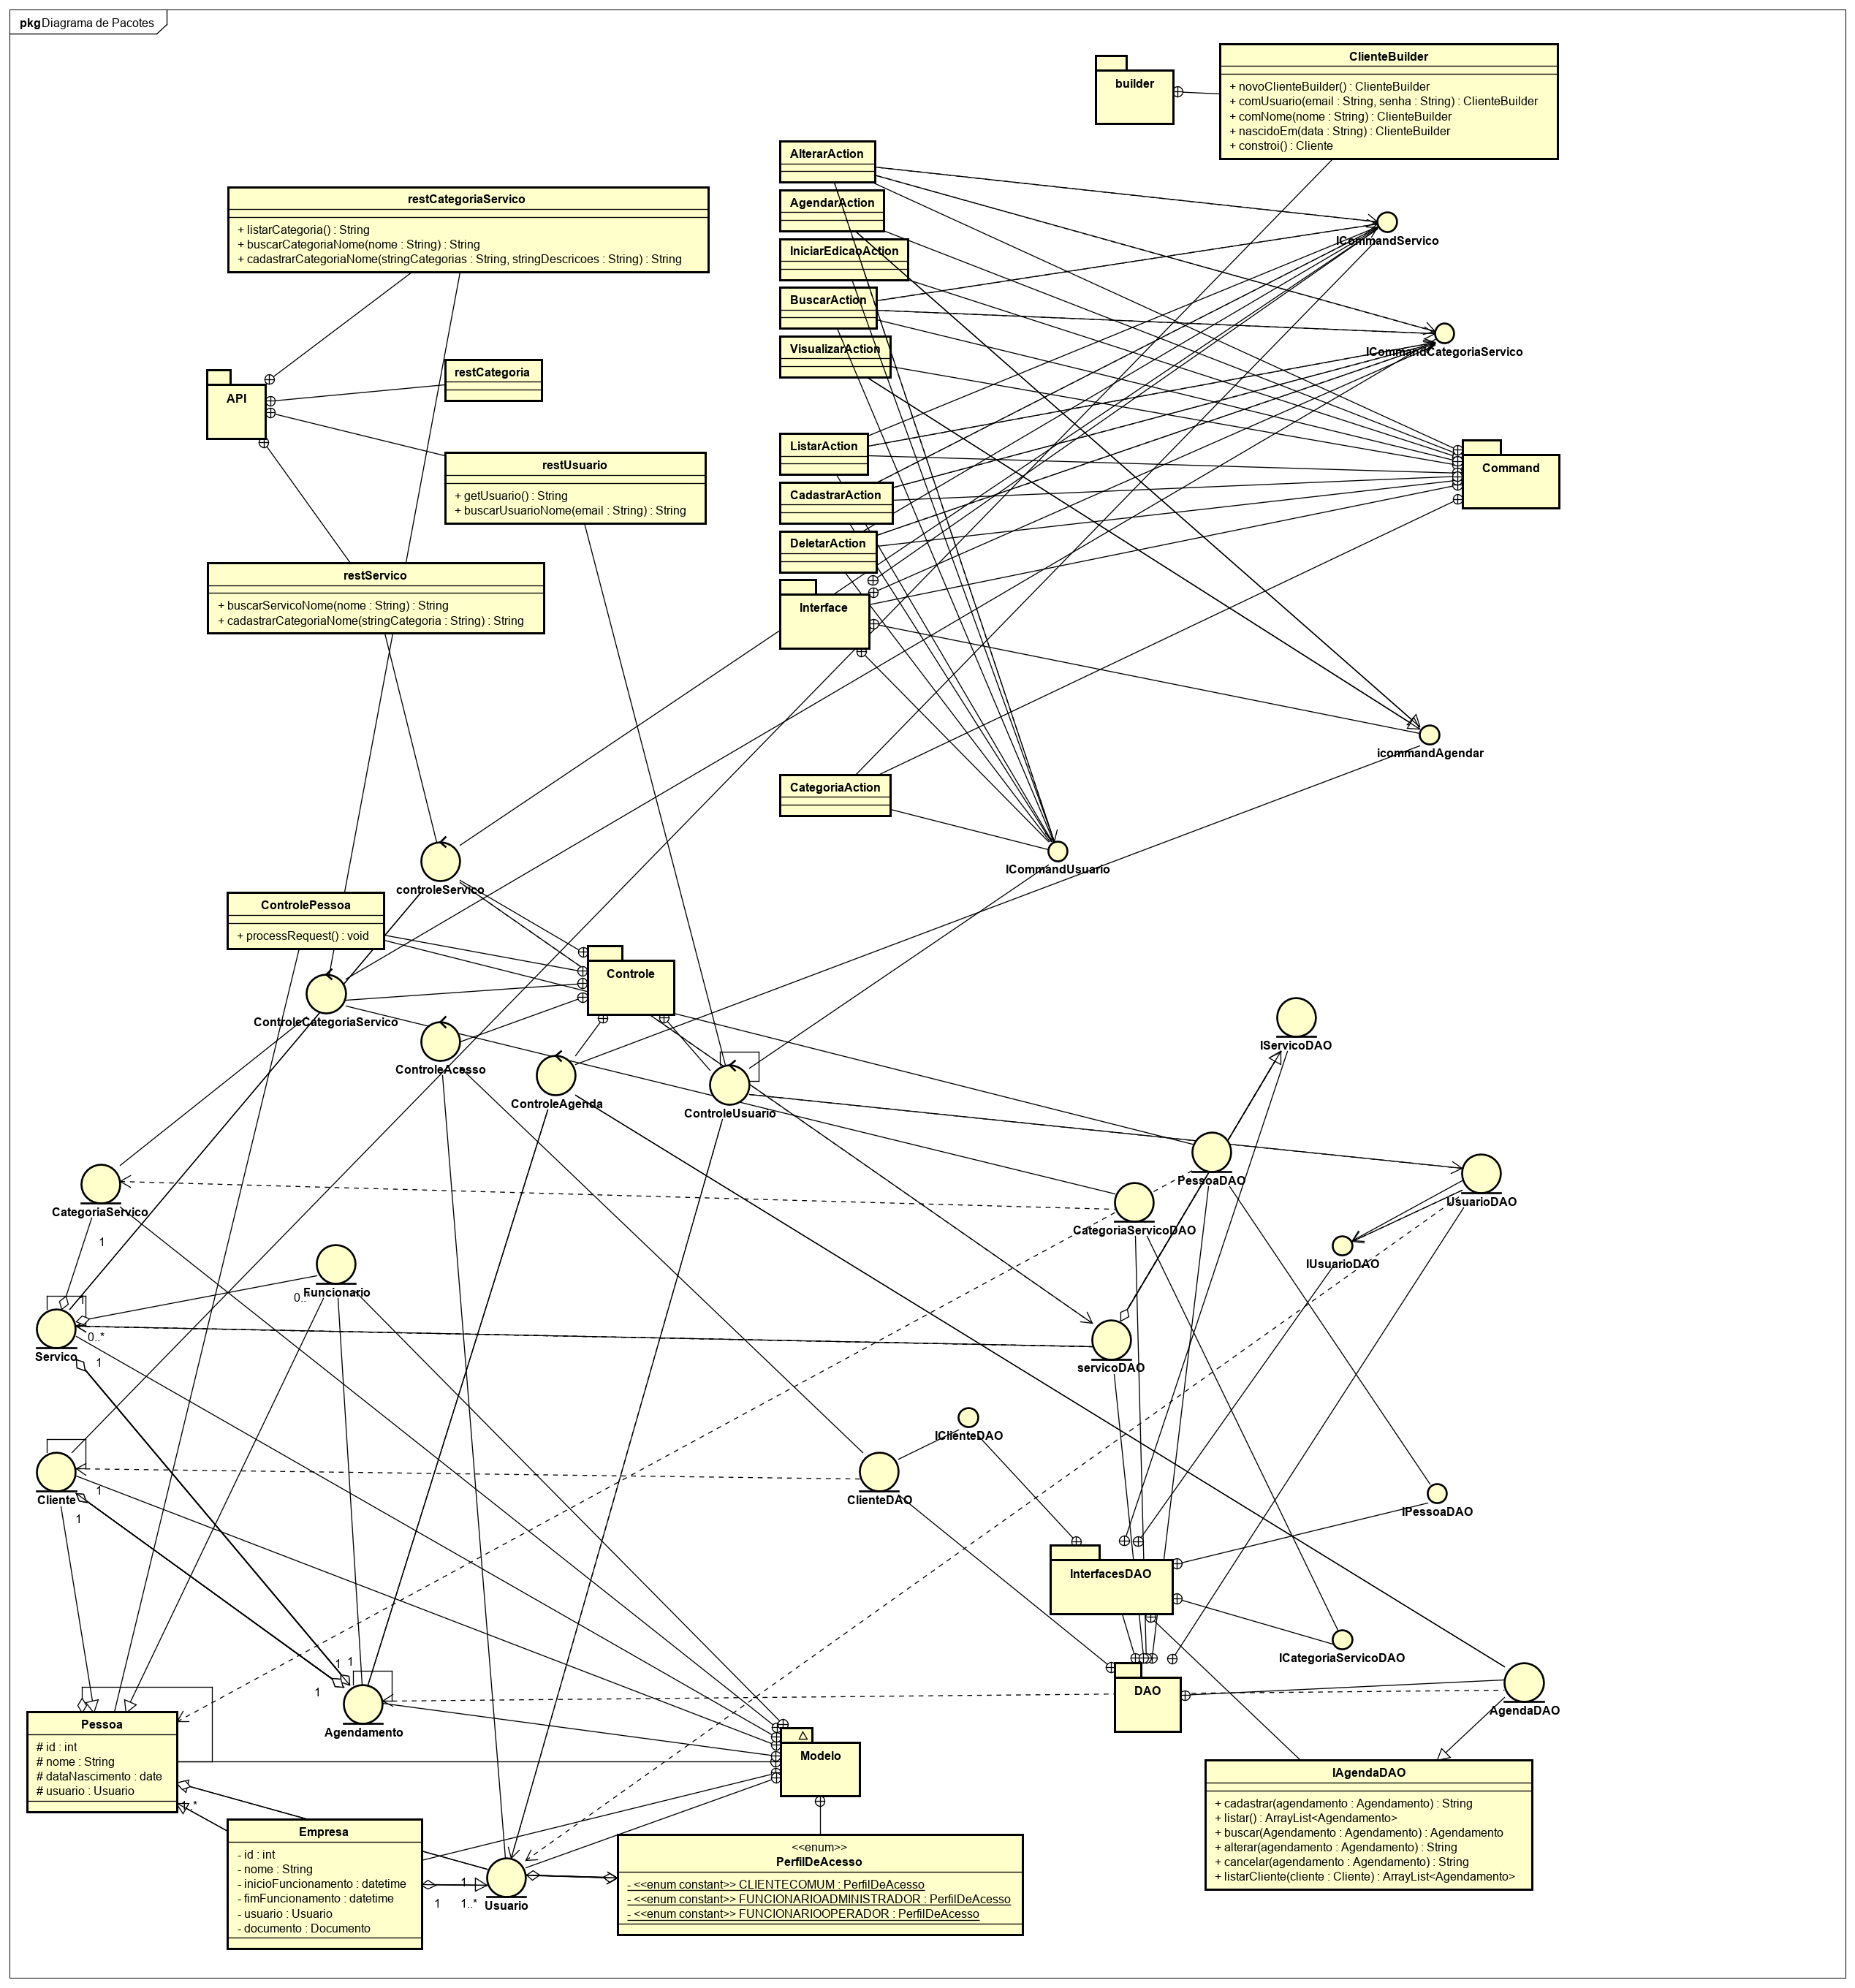 pkg Diagrama de Pacotes
builder
ClienteBuilder
+ novoClienteBuilder() : ClienteBuilder
+ comUsuario(email : String, senha : String) : ClienteBuilder
+ comNome(nome : String) : ClienteBuilder
+ nascidoEm(data : String) : ClienteBuilder
+ constroi() : Cliente
AlterarAction
AgendarAction
IniciarEdicaoAction
BuscarAction
VisualizarAction
ICommandServico
ICommandCategoriaServico
restCategoriaServico
+ listarCategoria() : String
+ buscarCategoriaNome(nome : String) : String
+ cadastrarCategoriaNome(stringCategorias : String, stringDescricoes : String) : String
API
restCategoria
restUsuario
+ getUsuario() : String
+ buscarUsuarioNome(email : String) : String
restServico
+ buscarServicoNome(nome : String) : String
+ cadastrarCategoriaNome(stringCategoria : String) : String
ListarAction
CadastrarAction
DeletarAction
Interface
Command
icommandAgendar
CategoriaAction
ICommandUsuario
controleServico
ControlePessoa
+ processRequest() : void
Controle
ControleCategoriaServico
ControleAcesso
ControleAgenda
ControleUsuario
IServicoDAO
PessoaDAO
UsuarioDAO
CategoriaServico
CategoriaServicoDAO
IUsuarioDAO
1
Funcionario
0..*
1
0..*
Servico
1
servicoDAO
IClienteDAO
Cliente
1
1
ClienteDAO
IPessoaDAO
InterfacesDAO
ICategoriaServicoDAO
1
1
1
Agendamento
DAO
AgendaDAO
Pessoa
# id : int
# nome : String
# dataNascimento : date
# usuario : Usuario
Modelo
IAgendaDAO
+ cadastrar(agendamento : Agendamento) : String
+ listar() : ArrayList<Agendamento>
+ buscar(Agendamento : Agendamento) : Agendamento
+ alterar(agendamento : Agendamento) : String
+ cancelar(agendamento : Agendamento) : String
+ listarCliente(cliente : Cliente) : ArrayList<Agendamento>
Empresa
- id : int
- nome : String
- inicioFuncionamento : datetime
- fimFuncionamento : datetime
- usuario : Usuario
- documento : Documento
1
1
1..*
Usuario
<<enum>>
PerfilDeAcesso
- <<enum constant>> CLIENTECOMUM : PerfilDeAcesso
- <<enum constant>> FUNCIONARIOADMINISTRADOR : PerfilDeAcesso
- <<enum constant>> FUNCIONARIOOPERADOR : PerfilDeAcesso